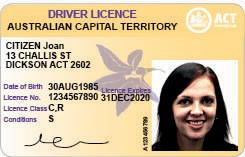 DRIVER LICENCE
AUSTRALIAN CAPITAL TERRITORY
ACT
CITIZEN Joan
13 CHALLIS ST
DICKSON ACT 2602
Date of Birth 30AUG1985
Licence No. 1234567890
Licence Expires 31DEC2020
Licence Class C,R
Conditions S
A123456789